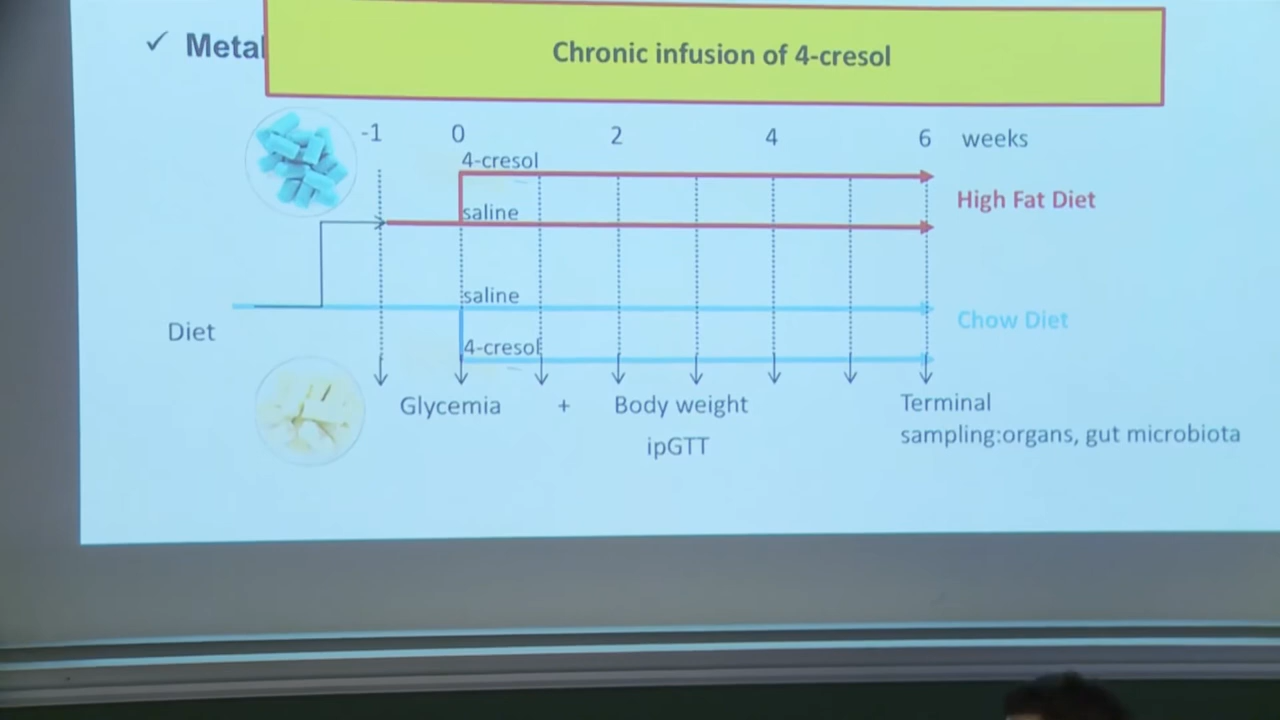 ✓ Metal
Chronic infusion of 4-cresol
-1 0 2 4 6 weeks
4-cresol
High Fat Diet
saline
saline
Chow Diet
Diet
4-cresol
Glycemia + Body weight
ipGTT
Terminal
sampling:organs, gut microbiota